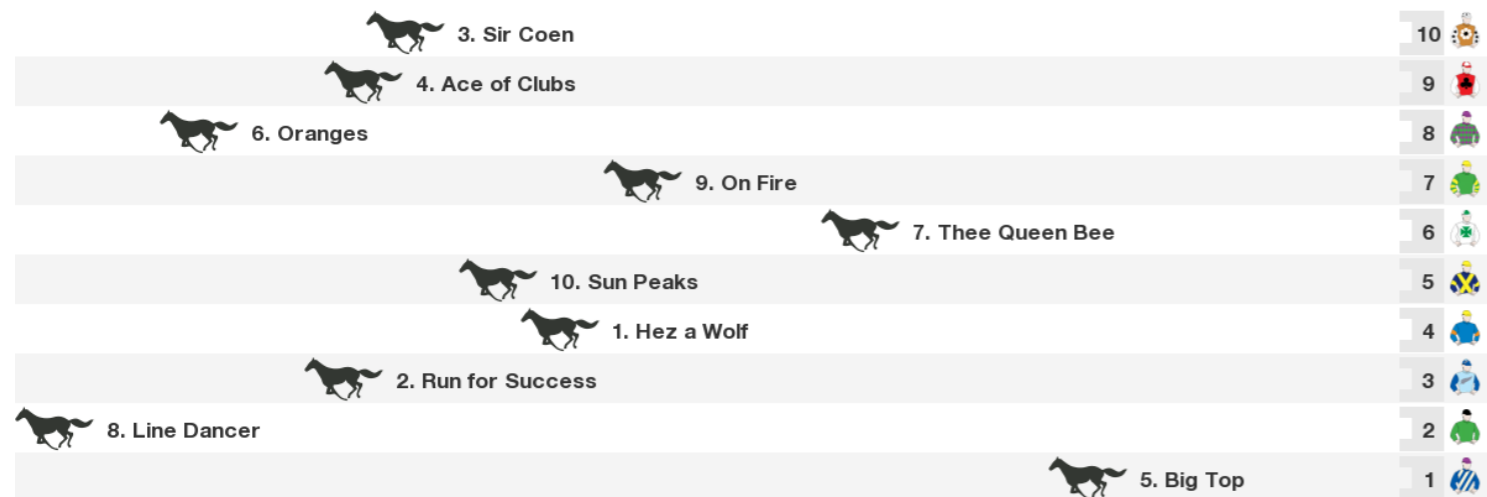 3. Sir Coen 10
4. Ace of Clubs 9
6. Oranges 8
9. On Fire 7
7. Thee Queen Bee 6
10. Sun Peaks 5
1. Hez a Wolf 4
2. Run for Success 3
8. Line Dancer 2
5. Big Top 1